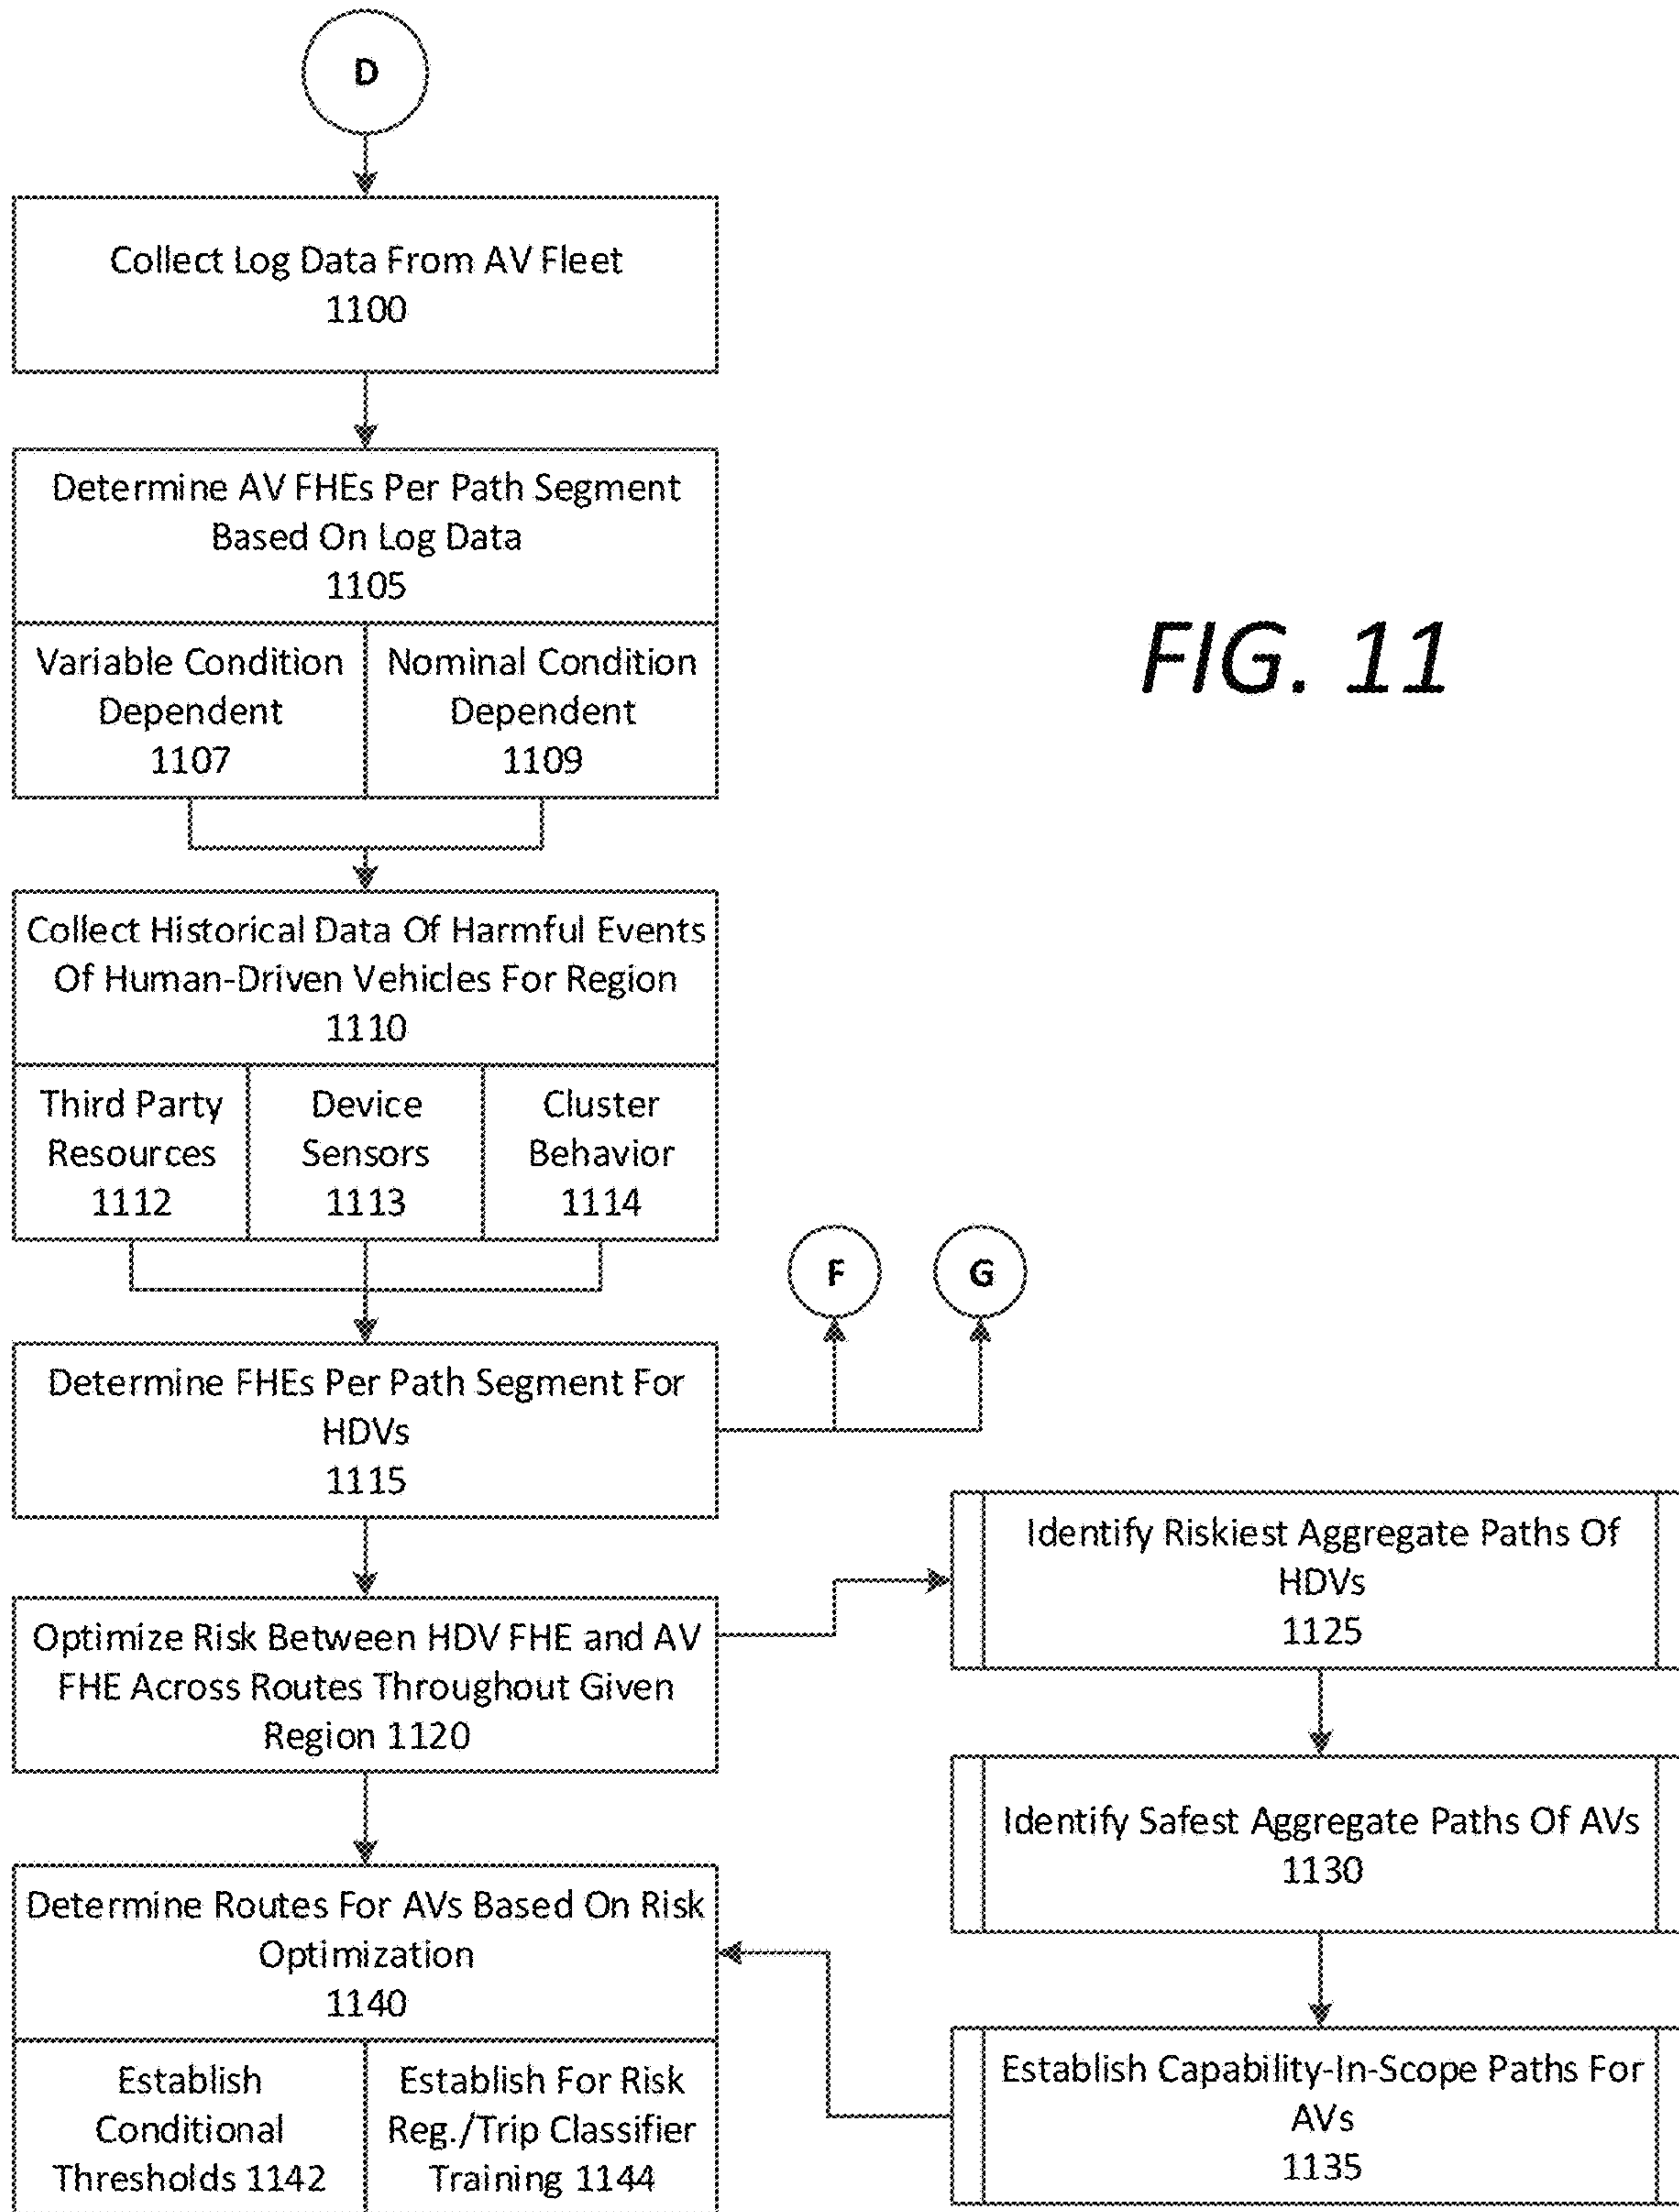 D
Collect Log Data From AV Fleet
1100
Determine AV FHEs Per Path Segment
Based On Log Data
1105
Variable Condition
Dependent
1107
Nominal Condition
Dependent
1109
FIG. 11
Collect Historical Data Of Harmful Events
Of Human-Driven Vehicles For Region
1110
Third Party
Resources
1112
Device
Sensors
1113
Cluster
Behavior
1114
F
G
Determine FHEs Per Path Segment For
HDVs
1115
Optimize Risk Between HDV FHE and AV
FHE Across Routes Throughout Given
Region 1120
Identify Riskiest Aggregate Paths Of
HDVs
1125
Identify Safest Aggregate Paths Of AVs
1130
Establish Capability-In-Scope Paths For
AVs
1135
Determine Routes For AVs Based On Risk
Optimization
1140
Establish
Conditional
Thresholds 1142
Establish For Risk
Reg./Trip Classifier
Training 1144